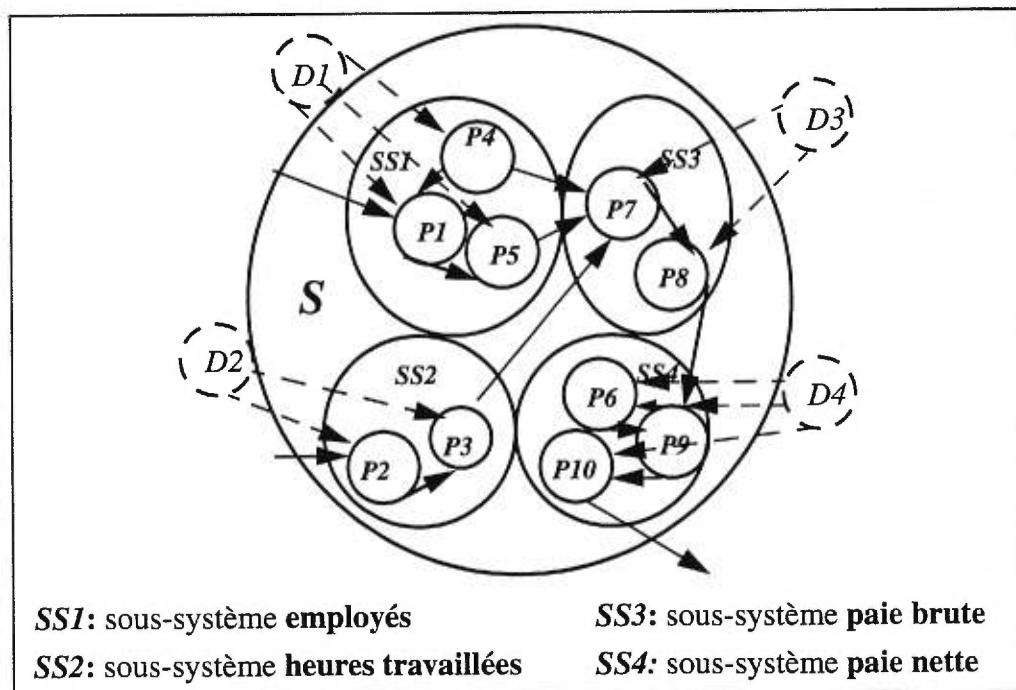 D1
D3
P4
SS1
SS3
P7
P1
P5
P8
S
D2
SS2
SS4
P6
D4
P3
P9
P2
P10
SS1: sous-système employés
SS3: sous-système paie brute
SS2: sous-système heures travaillées
SS4: sous-système paie nette